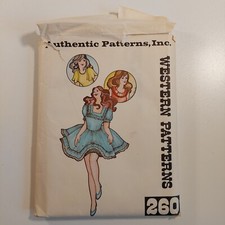 Authentic Patterns, Inc.
WESTERN PATTERNS
260